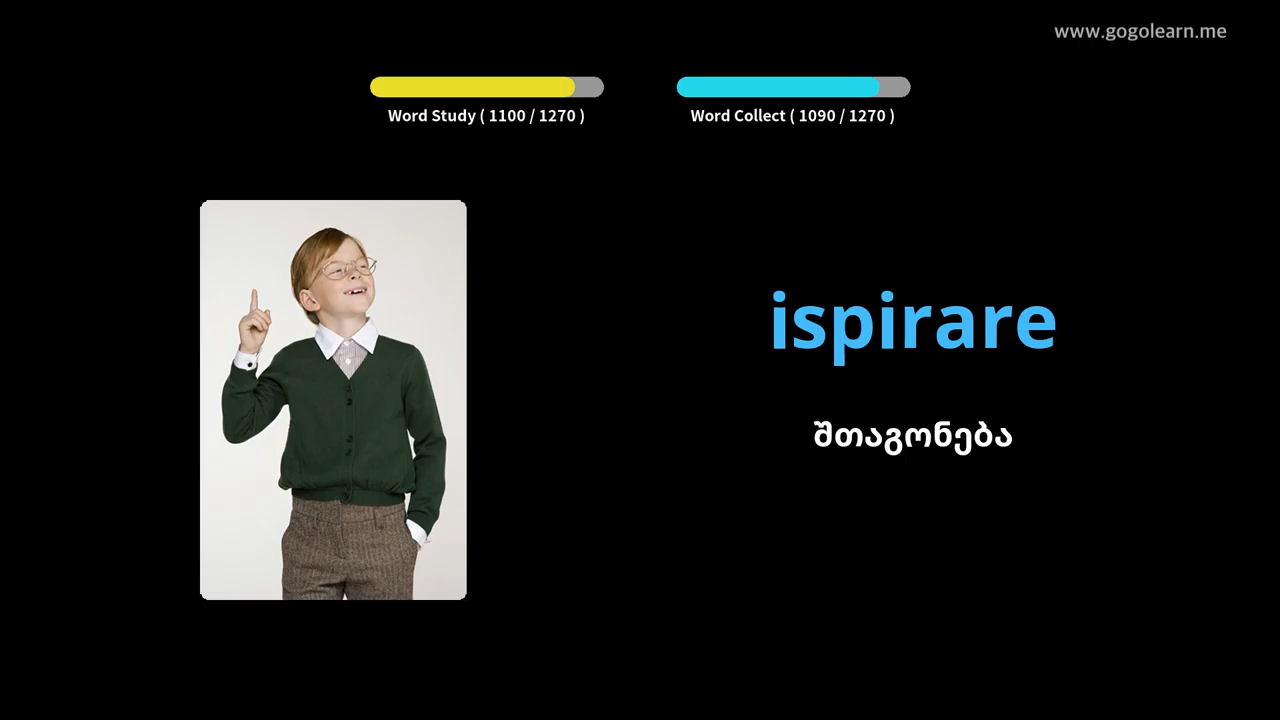 www.gogolearn.me
Word Study ( 1100 / 1270 )
Word Collect ( 1090 / 1270 )
ispirare
შთაგონება